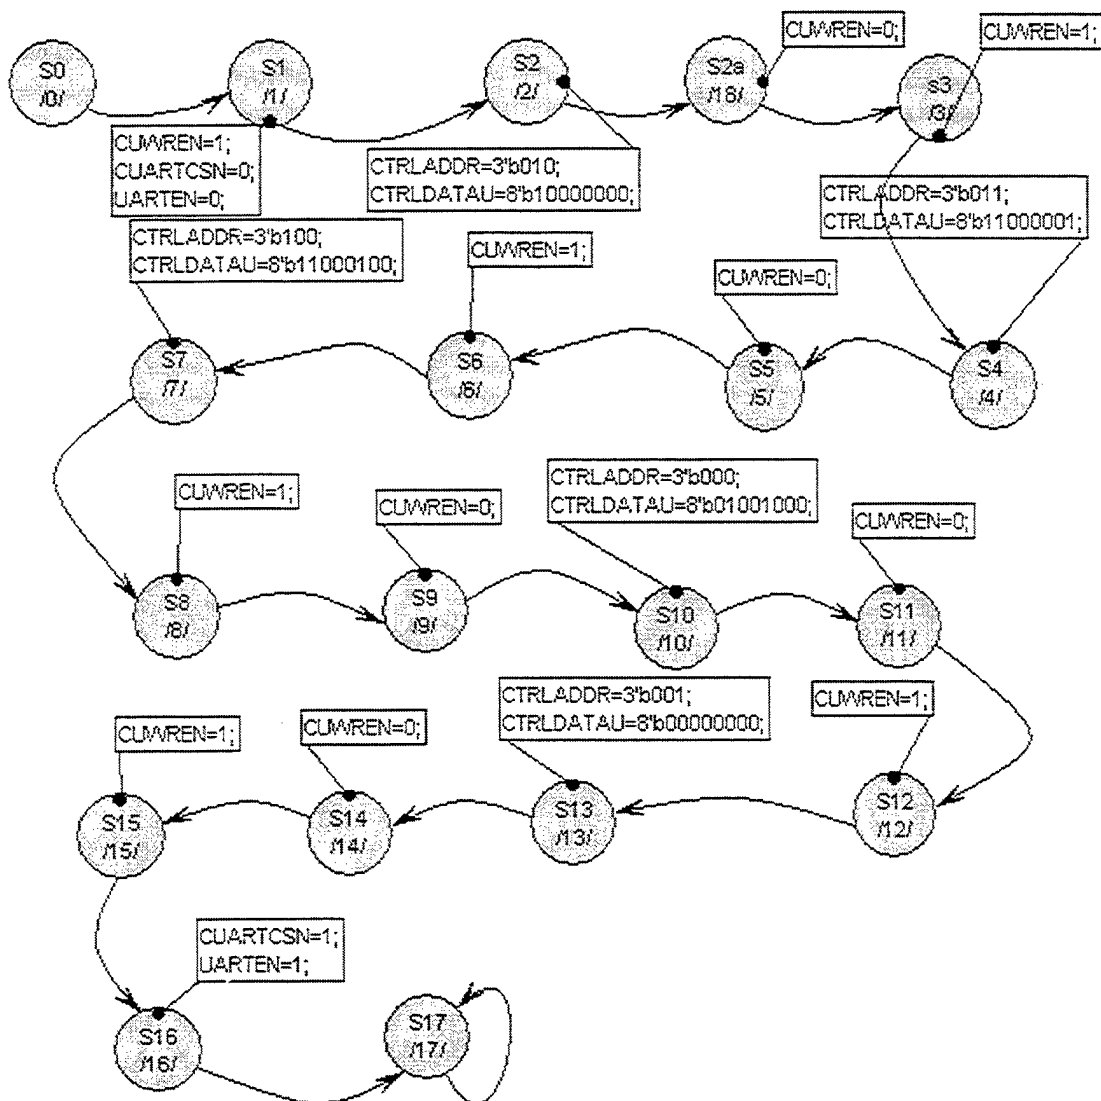 S0
/0/
S1
/1/
CUWREN=1;
CUARTCSN=0;
UARTEN=0;
S2
/2/
CTRLADDR=3'b010;
CTRLDATAU=8'b10000000;
S2a
/18/
CUWREN=0;
s3
/3/
CUWREN=1;
CTRLADDR=3'b011;
CTRLDATAU=8'b11000001;
S4
/4/
CUWREN=0;
S5
/5/
CUWREN=1;
S6
/6/
CTRLADDR=3'b100;
CTRLDATAU=8'b11000100;
S7
/7/
CUWREN=1;
S8
/8/
CUWREN=0;
S9
/9/
CTRLADDR=3'b000;
CTRLDATAU=8'b01001000;
S10
/10/
CUWREN=0;
S11
/11/
CUWREN=1;
S12
/12/
CTRLADDR=3'b001;
CTRLDATAU=8'b00000000;
S13
/13/
CUWREN=0;
S14
/14/
CUWREN=1;
S15
/15/
CUARTCSN=1;
UARTEN=1;
S16
/16/
S17
/17/